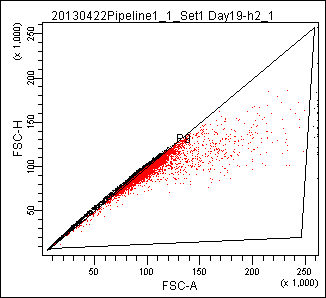 20130422Pipeline1_1_Set1 Day19-h2_1
(x 1,000)
250
200
150
100
50
FSC-H
50 100 150 200 250
FSC-A
(x 1,000)